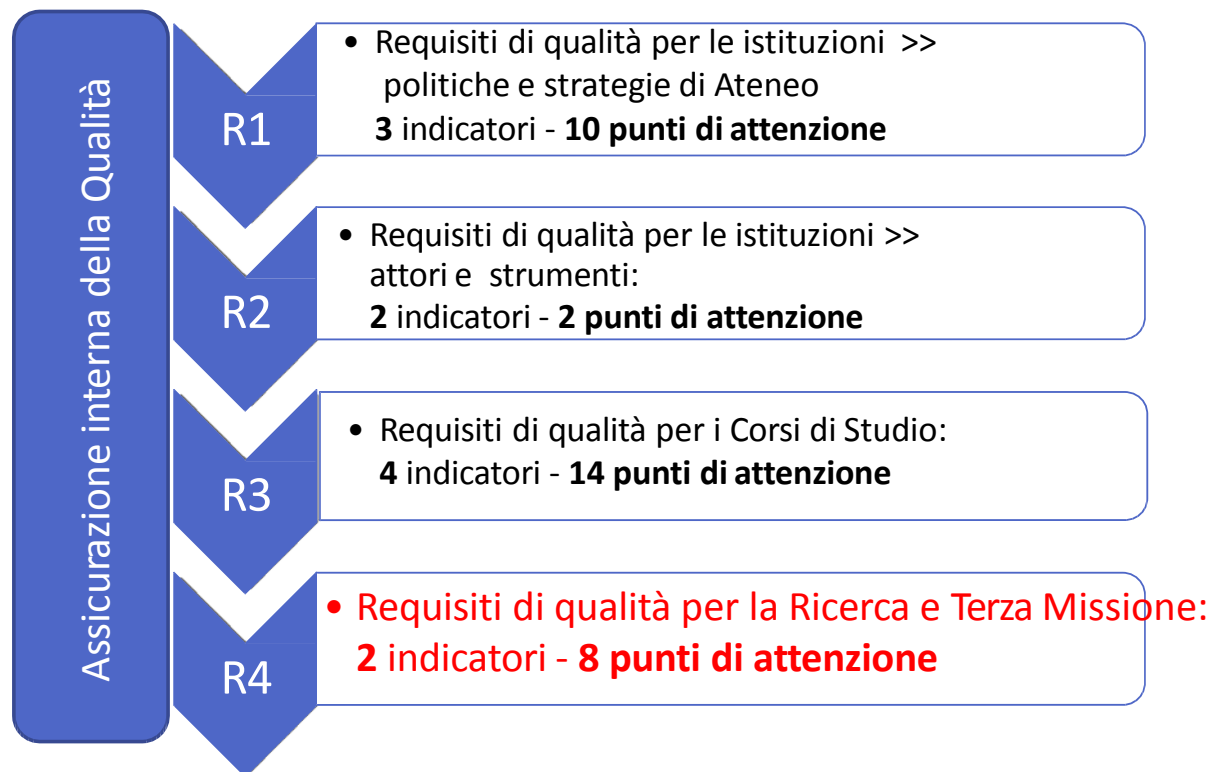 Assicurazione interna della Qualità
R1
• Requisiti di qualità per le istituzioni >>
politiche e strategie di Ateneo
3 indicatori - 10 punti di attenzione
R2
• Requisiti di qualità per le istituzioni >>
attori e strumenti:
2 indicatori - 2 punti di attenzione
R3
• Requisiti di qualità per i Corsi di Studio:
4 indicatori - 14 punti di attenzione
R4
• Requisiti di qualità per la Ricerca e Terza Missione:
2 indicatori - 8 punti di attenzione